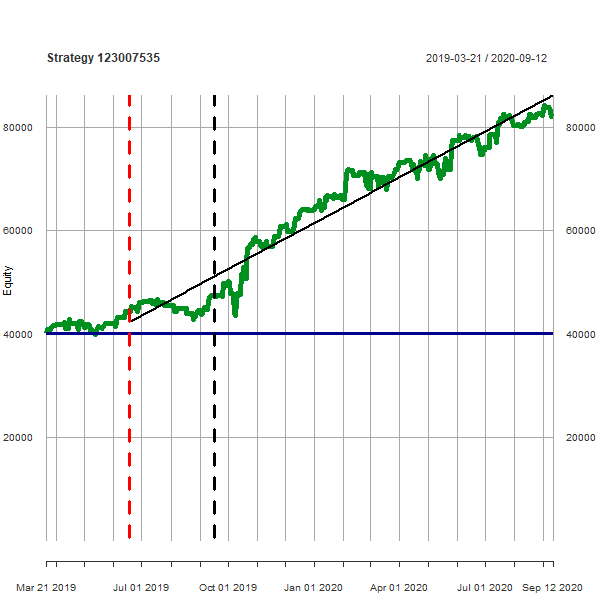 Strategy 123007535
2019-03-21 / 2020-09-12
80000
80000
60000
60000
Equity
40000
40000
20000
20000
Mar 21 2019
Jul 01 2019
Oct 01 2019
Jan 01 2020
Apr 01 2020
Jul 01 2020
Sep 12 2020